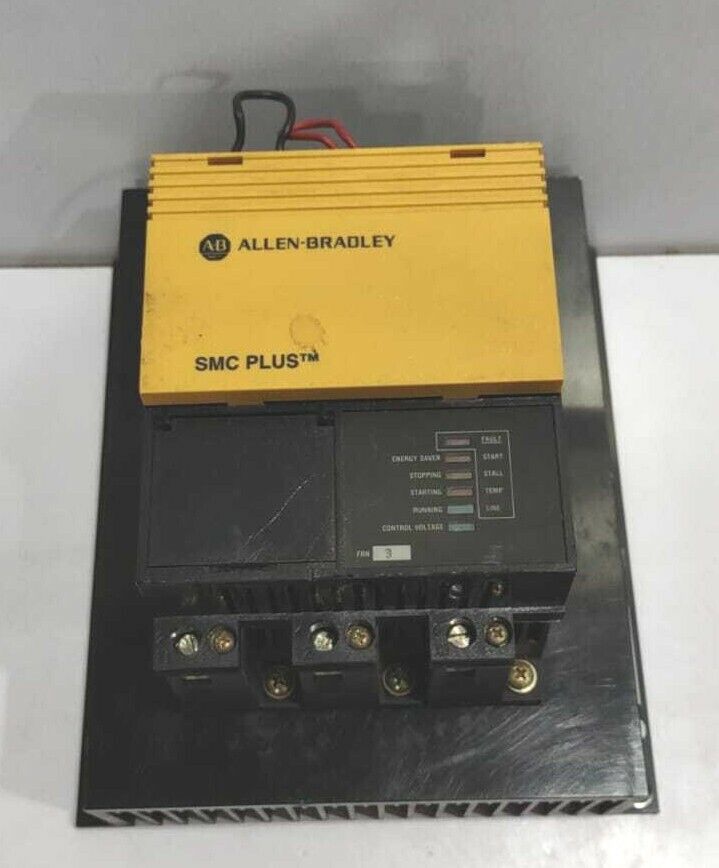 AB ALLEN-BRADLEY
SMC PLUS™
FAULT
ENERGY SAVER START
STOPPING STALL
STARTING TEMP
RUNNING LINE
CONTROL VOLTAGE
FRN 3